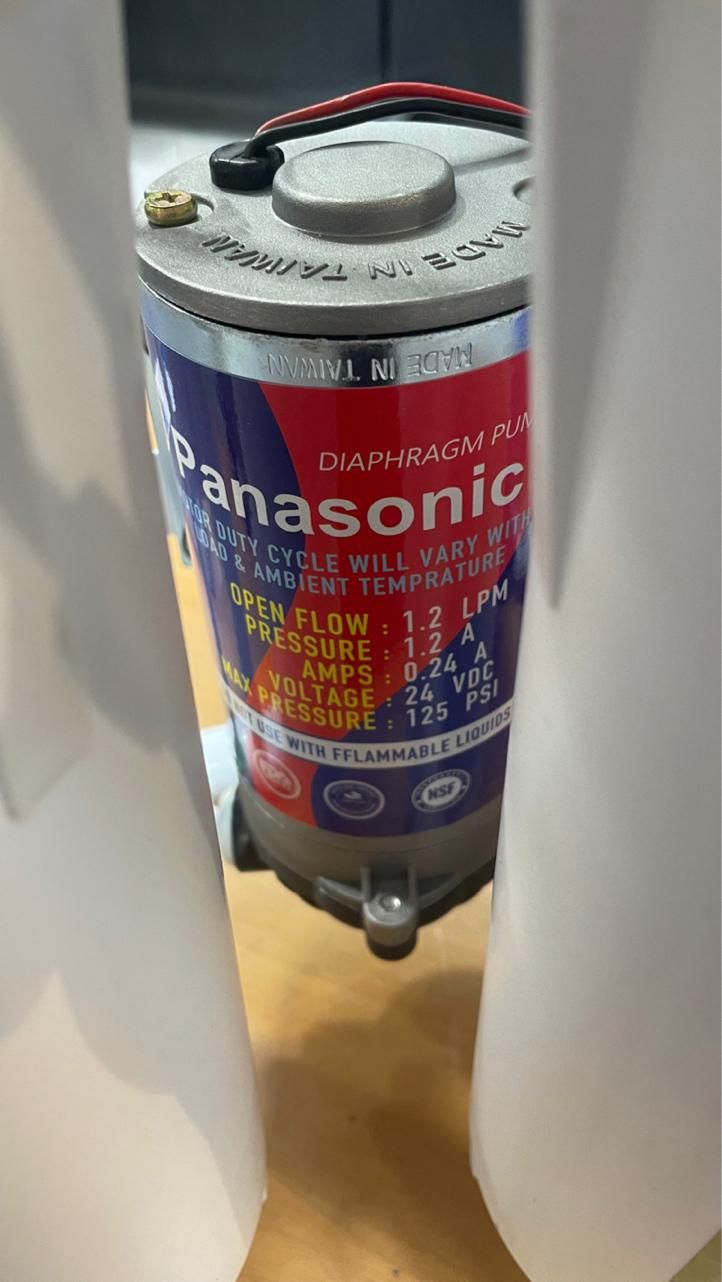 MADE IN TAIWAN
MADE IN TAIWAN
DIAPHRAGM PUM
Panasonic
TOR DUTY CYCLE WILL VARY WITH
LOAD & AMBIENT TEMPRATURE
OPEN FLOW : 1.2 LPM
PRESSURE : 1.2 A
AMPS : 0.24 A
VOLTAGE : 24 VDC
MAX PRESSURE : 125 PSI
NOT USE WITH FFLAMMABLE LIQUIDS
NSF